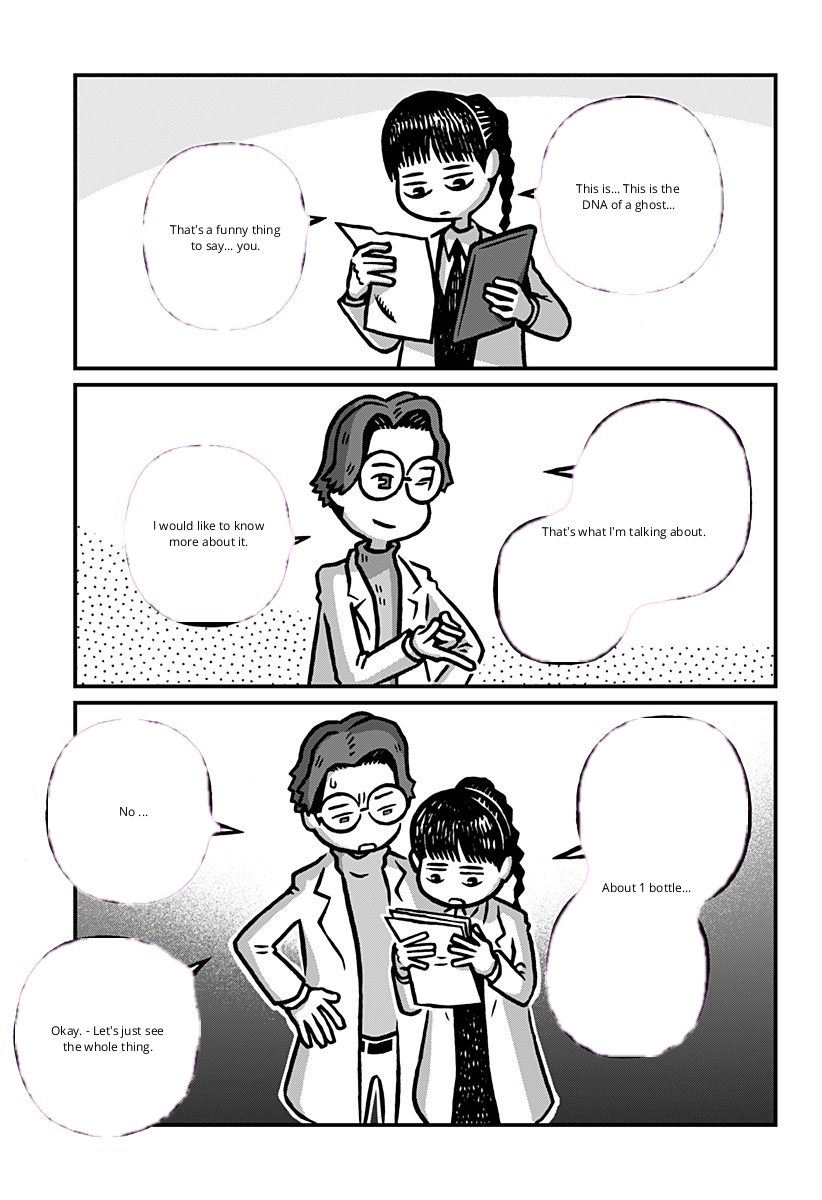 This is... This is the
DNA of a ghost...
That's a funny thing
to say... you.
That's what I'm talking about.
I would like to know
more about it.
About 1 bottle...
No ...
Okay. - Let's just see
the whole thing.